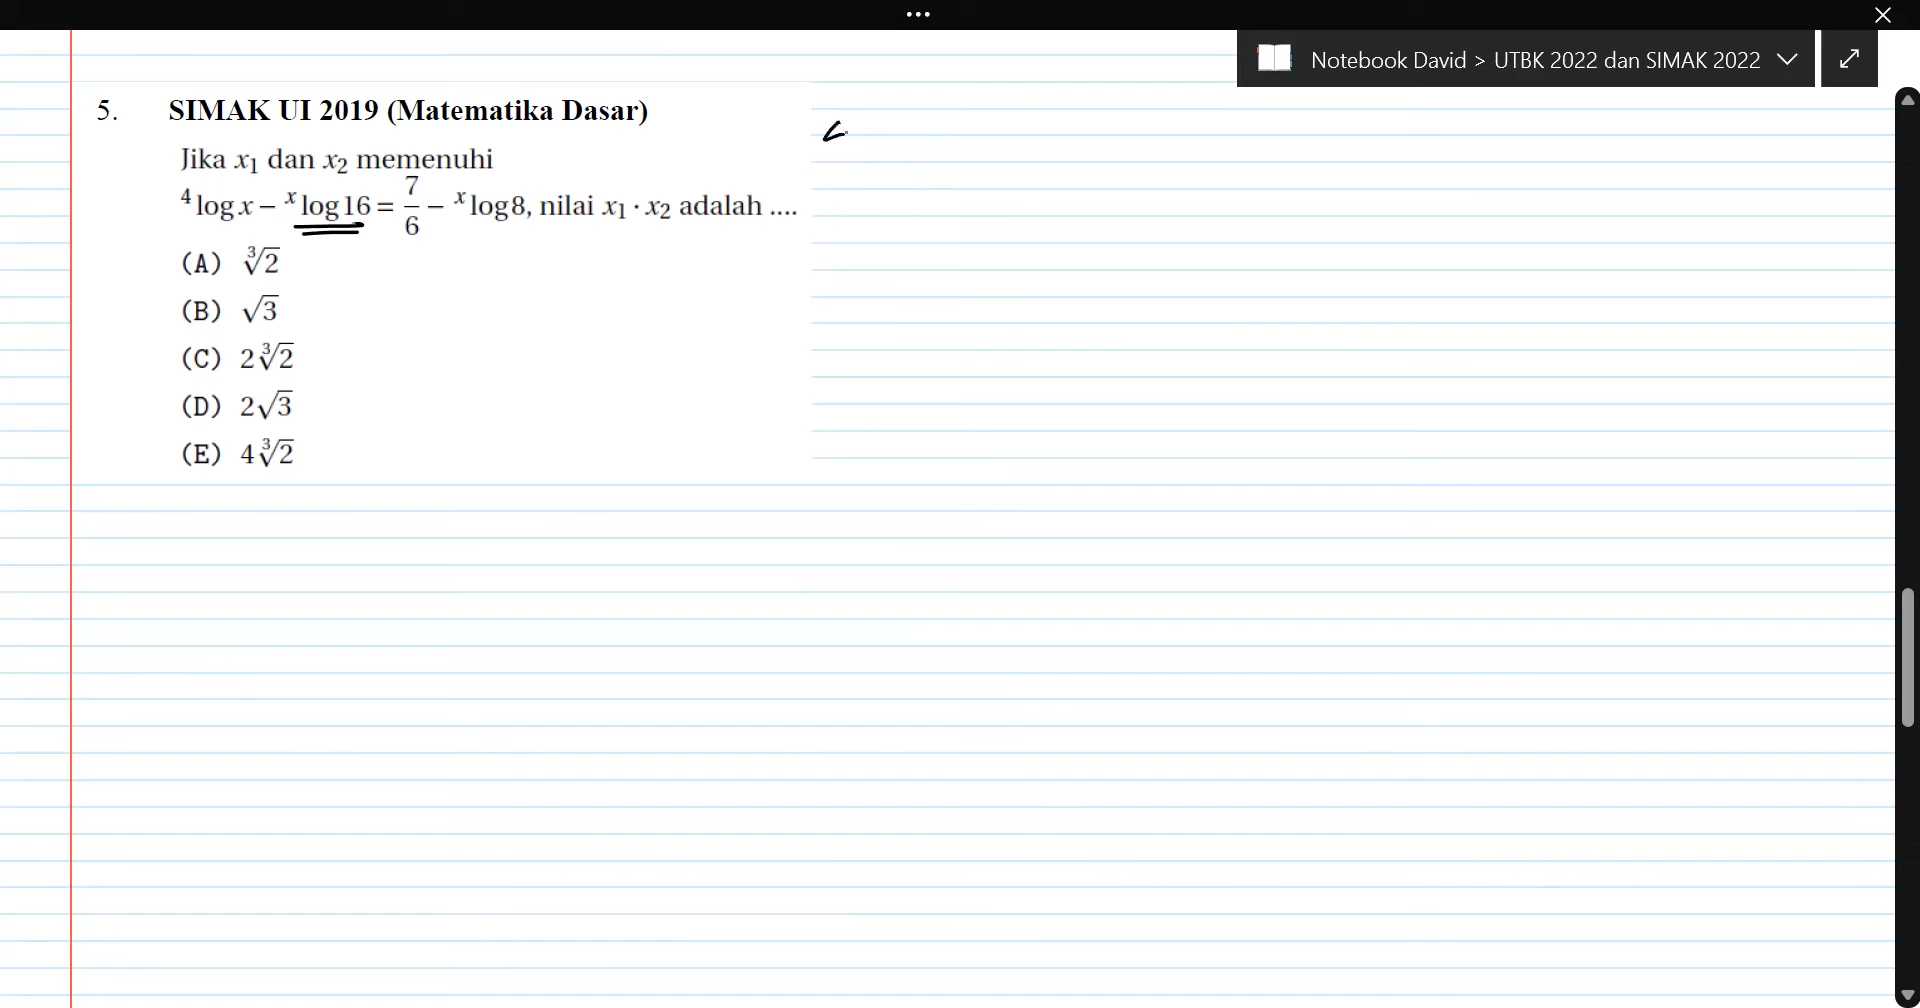 Notebook David > UTBK 2022 dan SIMAK 2022
5. SIMAK UI 2019 (Matematika Dasar)
Jika x₁ dan x₂ memenuhi
⁴log x − ˣlog 16 = 7/6 − ˣlog 8, nilai x₁ · x₂ adalah ....
(A) ∛2
(B) √3
(C) 2∛2
(D) 2√3
(E) 4∛2